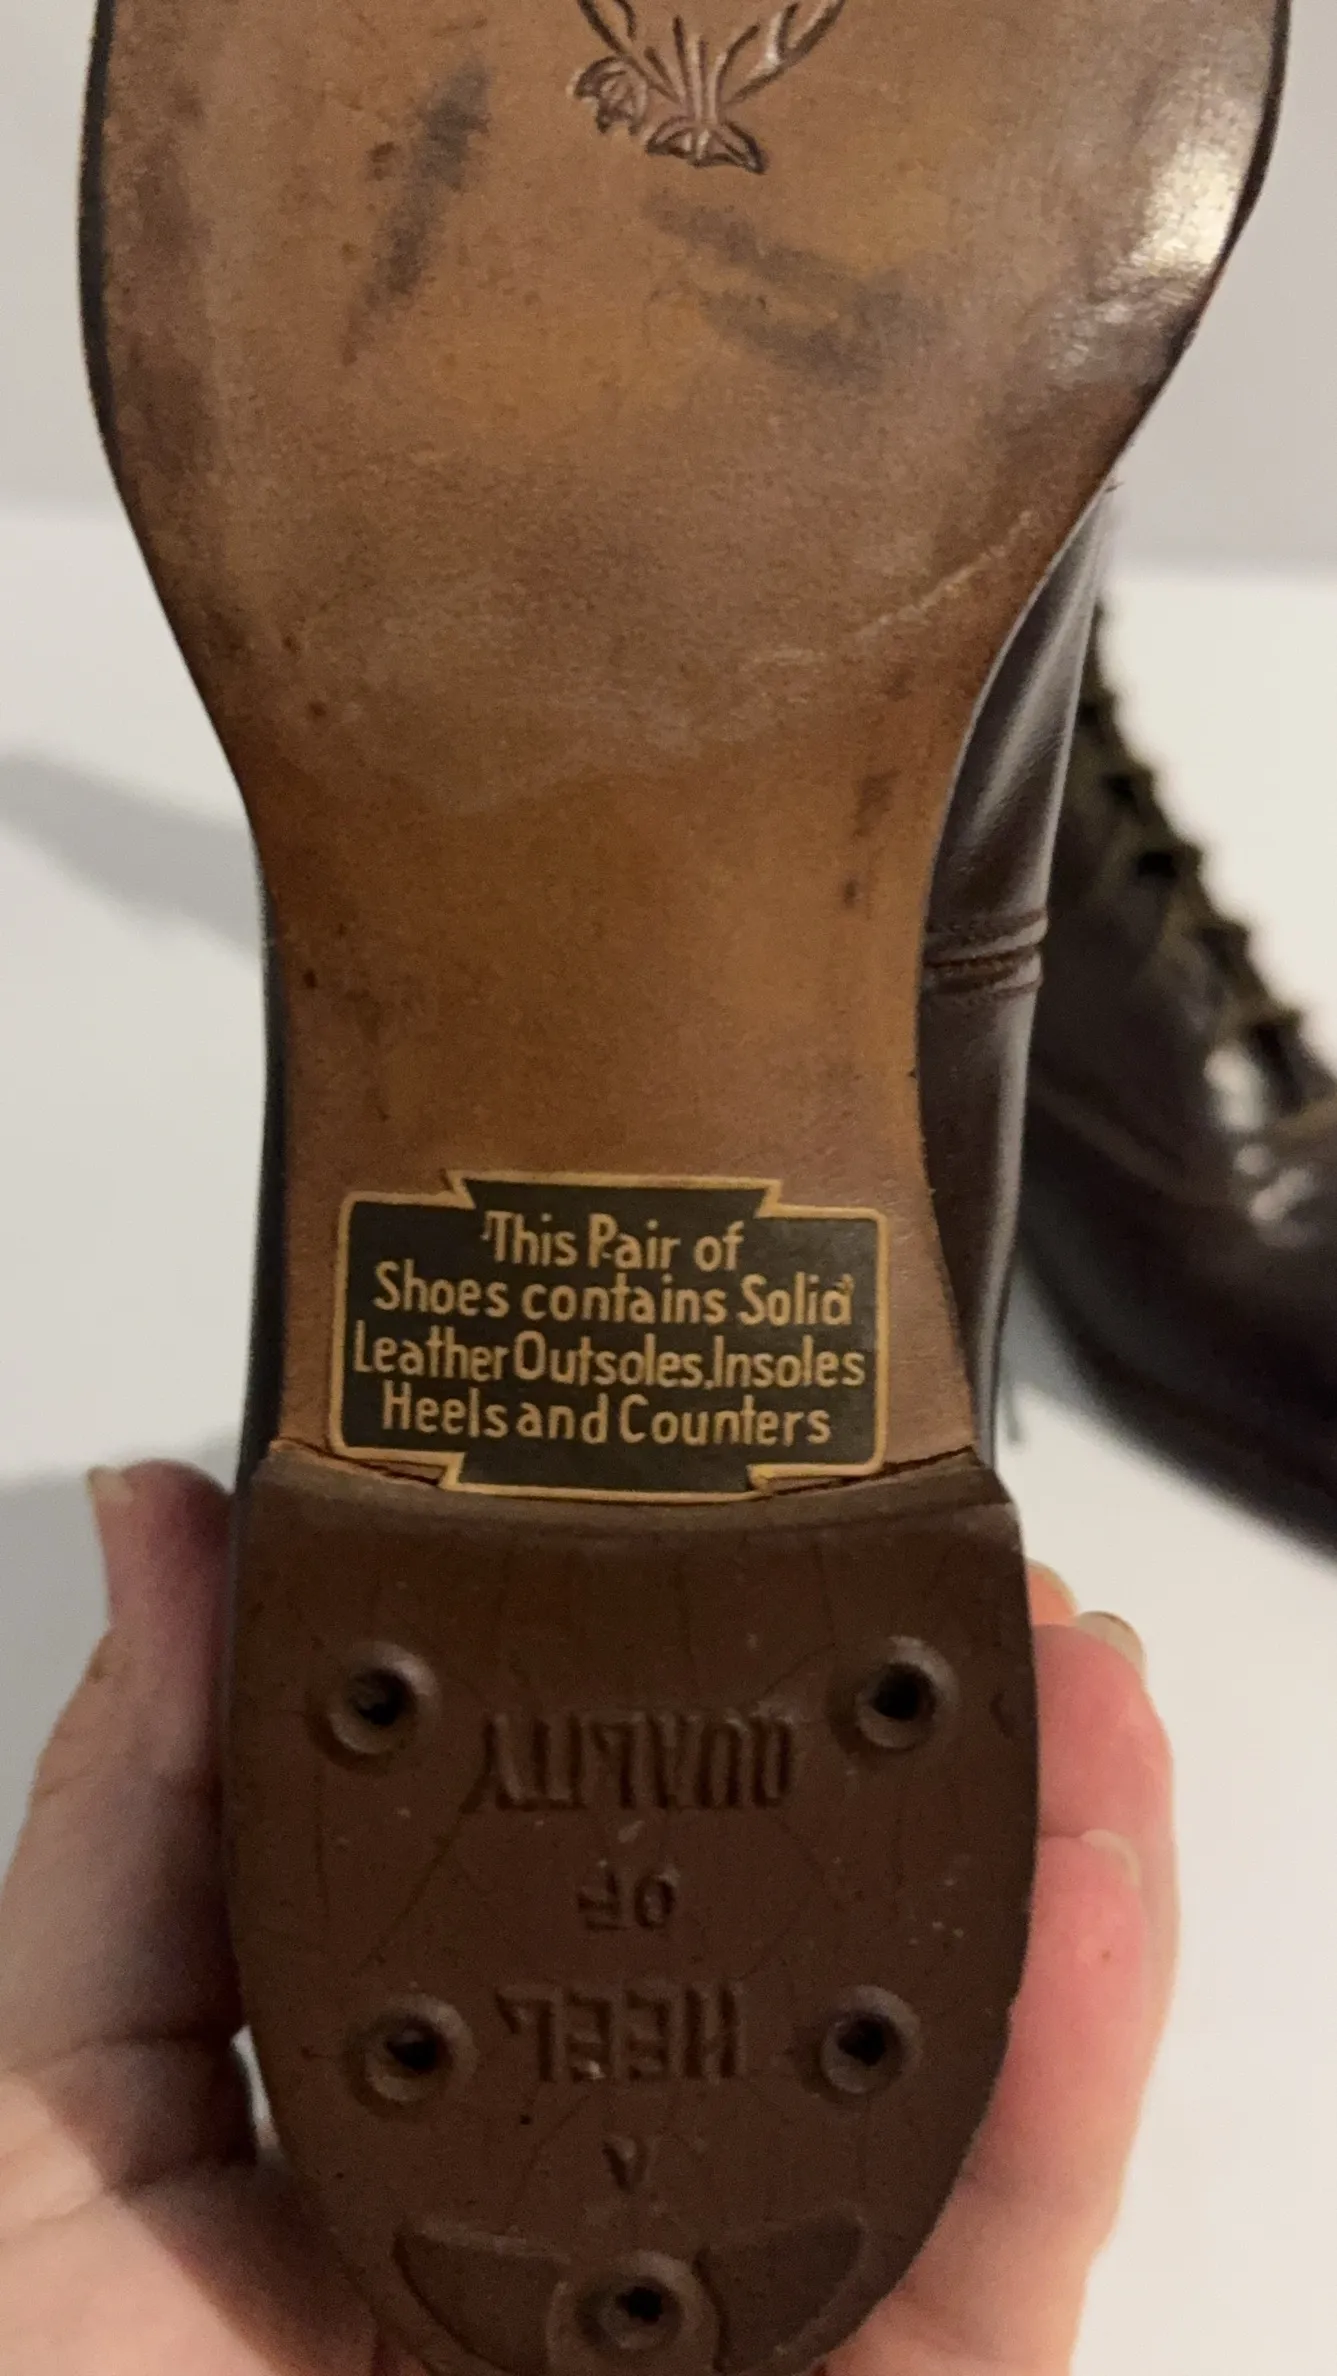 This Pair of
Shoes contains Solid
Leather Outsoles, Insoles
Heels and Counters
A
HEEL
OF
QUALITY